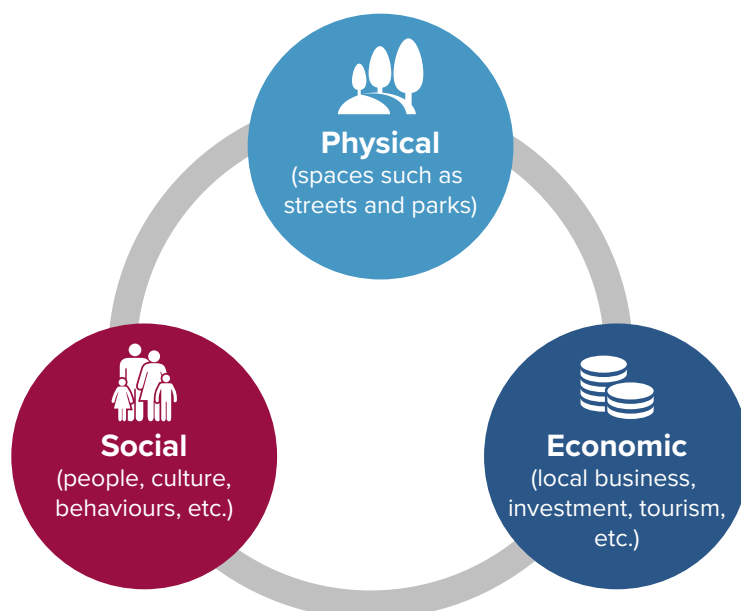 Physical
(spaces such as
streets and parks)
Social
(people, culture,
behaviours, etc.)
Economic
(local business,
investment, tourism,
etc.)